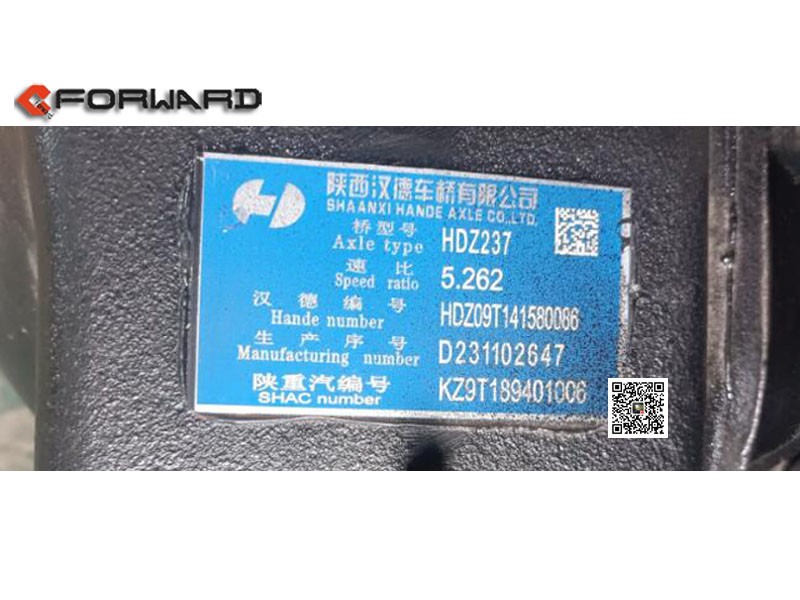 FORWARD
陕西汉德车桥有限公司
SHAANXI HANDE AXLE CO.,LTD.
桥型号
Axle type HDZ237
速比
Speed ratio 5.262
汉德编号
Hande number HDZ09T141580086
生产序号
Manufacturing number D231102647
陕重汽编号
SHAC number KZ9T189401006